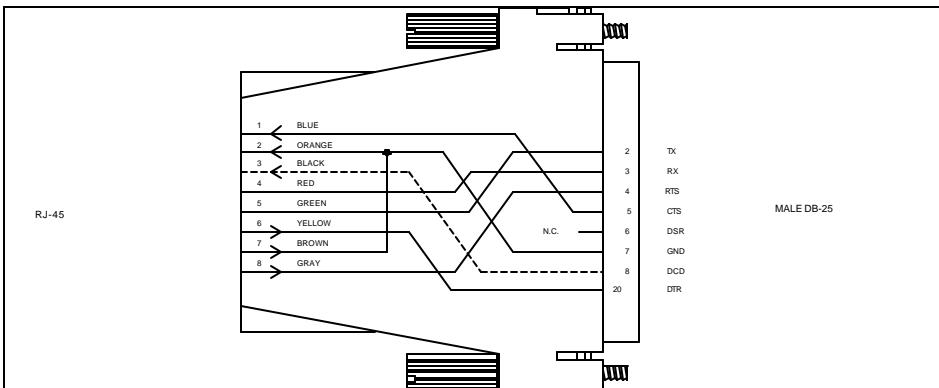 1 BLUE
2 ORANGE
3 BLACK
4 RED
5 GREEN
6 YELLOW
7 BROWN
8 GRAY
RJ-45
N.C.
2 TX
3 RX
4 RTS
5 CTS
6 DSR
7 GND
8 DCD
20 DTR
MALE DB-25